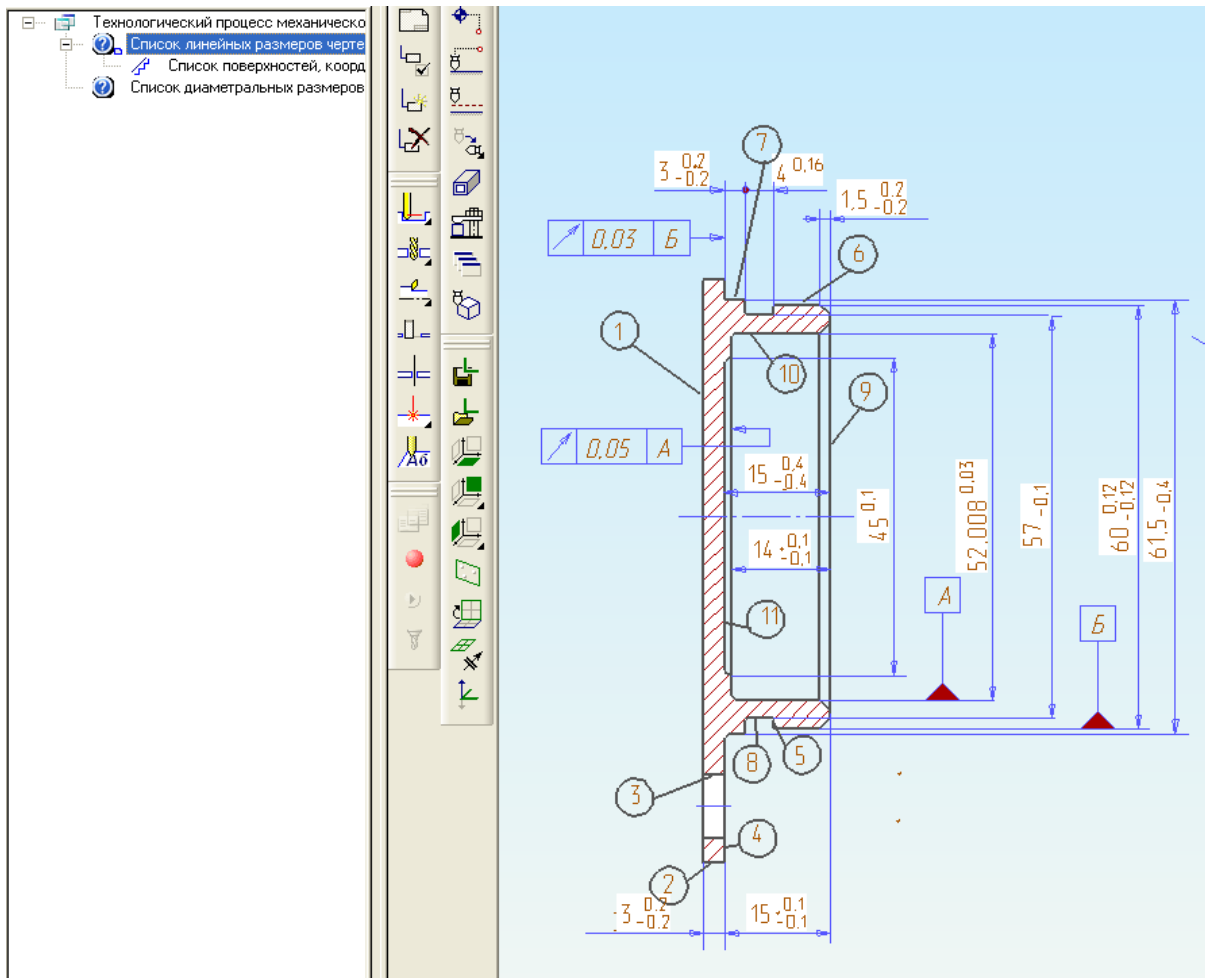 Технологический процесс механическо
Список линейных размеров черте
Список поверхностей, коорд
Список диаметральных размеров
7
3 0.2 -0.2
4 0,16
1,5 0.2 -0.2
0,03 Б
6
1
10
9
0,05 А
15 0,4 -0.4
45 0.1
52,008 0,03
57 -0,1
60 0,12 -0,12
61,5 -0,4
14 +0,1 -0,1
11
А
Б
8
5
3
4
2
3 0.2 -0.2
15 +0,1 -0,1